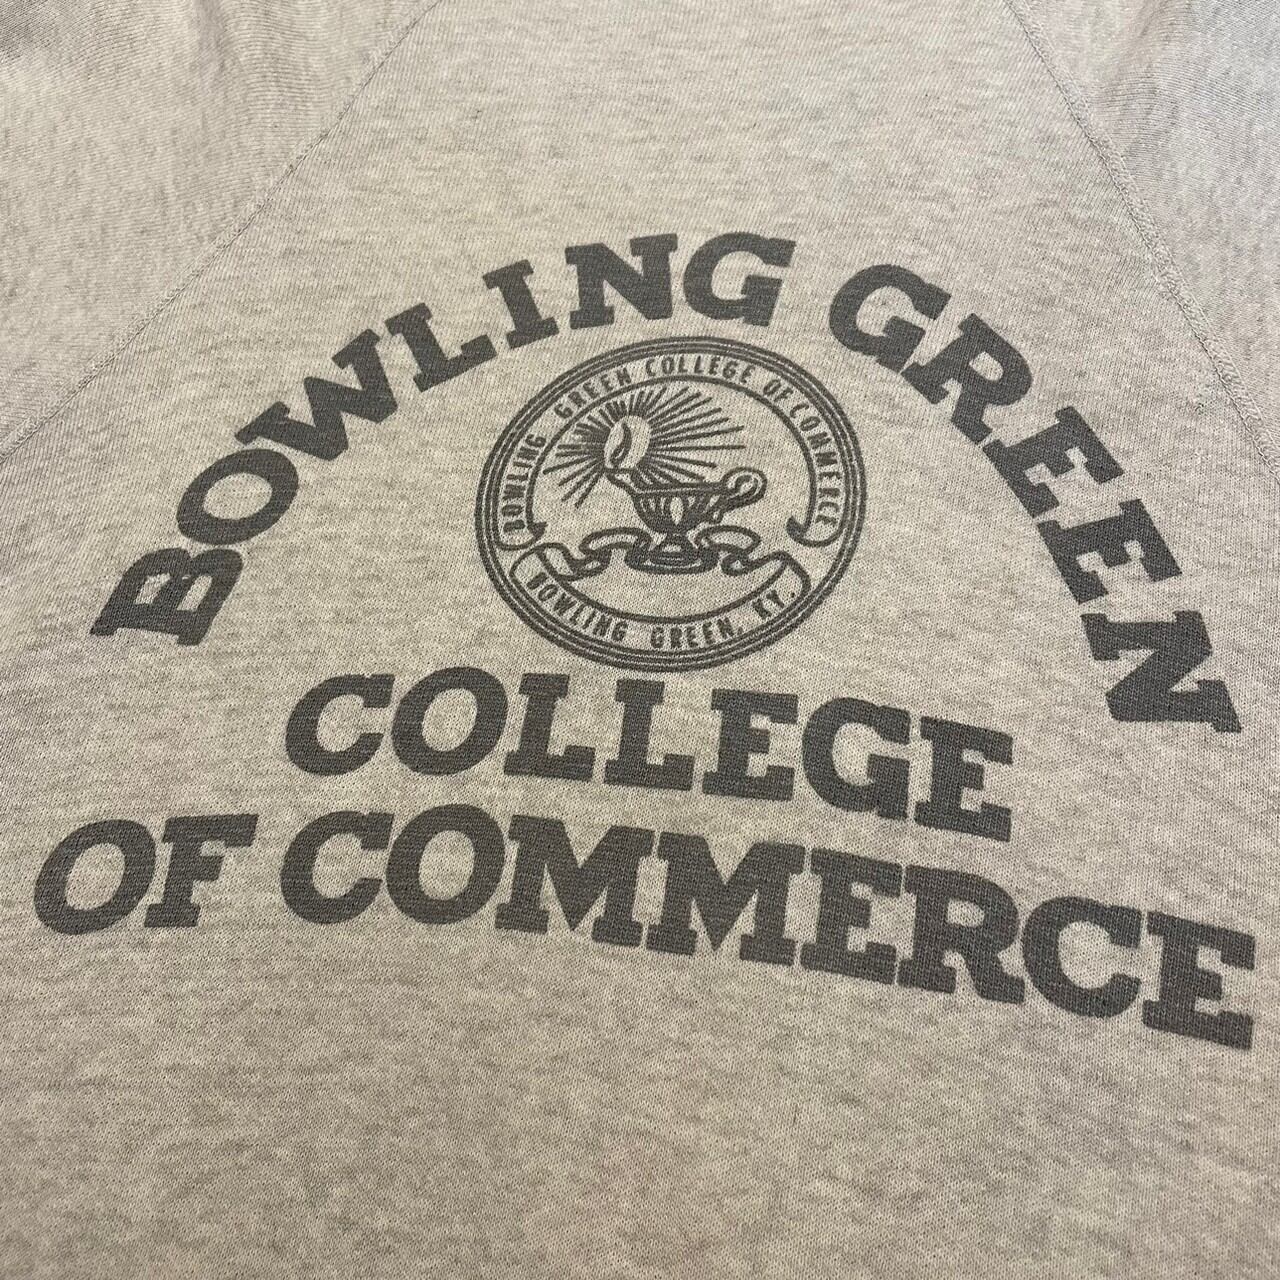 BOWLING GREEN
BOWLING GREEN COLLEGE OF COMMERCE
BOWLING GREEN, KY.
COLLEGE
OF COMMERCE